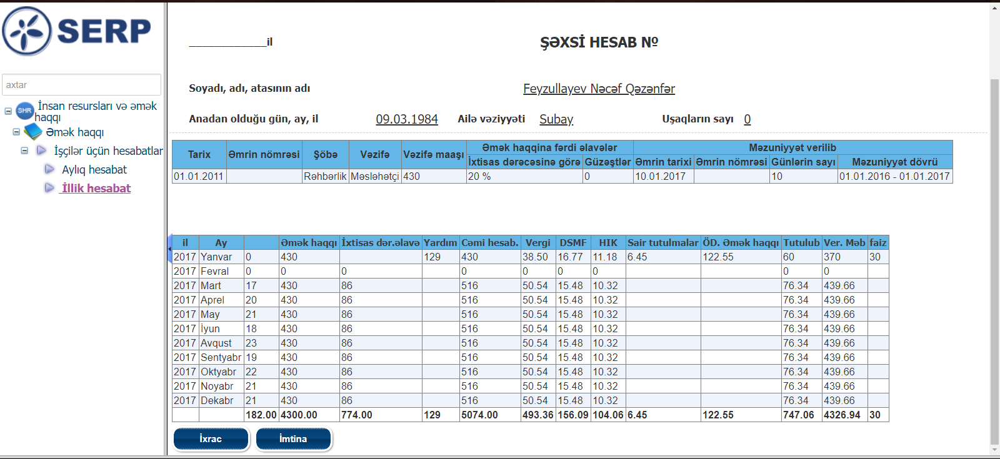 SERP
axtar
SHR İnsan resursları və əmək haqqı
Əmək haqqı
İşçilər üçün hesabatlar
Aylıq hesabat
İllik hesabat
_____________il
ŞƏXSİ HESAB №
Soyadı, adı, atasının adı Feyzullayev Nəcəf Qəzənfər
Anadan olduğu gün, ay, il 09.03.1984 Ailə vəziyyəti Subay Uşaqların sayı 0
Tarix Əmrin nömrəsi Şöbə Vəzifə Vəzifə maaşı Əmək haqqina fərdi əlavələr Məzuniyyət verilib
İxtisas dərəcəsinə görə Güzəştlər Əmrin tarixi Əmrin nömrəsi Günlərin sayı Məzuniyyət dövrü
01.01.2011 Rəhbərlik Məsləhətçi 430 20 % 0 10.01.2017 10 01.01.2016 - 01.01.2017
il Ay Əmək haqqı İxtisas dər.əlavə Yardım Cəmi hesab. Vergi DSMF HIK Sair tutulmalar ÖD. Əmək haqqı Tutulub Ver. Məb faiz
2017 Yanvar 0 430 129 430 38.50 16.77 11.18 6.45 122.55 60 370 30
2017 Fevral 0 0 0 0 0 0 0 0 0
2017 Mart 17 430 86 516 50.54 15.48 10.32 76.34 439.66
2017 Aprel 20 430 86 516 50.54 15.48 10.32 76.34 439.66
2017 May 21 430 86 516 50.54 15.48 10.32 76.34 439.66
2017 İyun 18 430 86 516 50.54 15.48 10.32 76.34 439.66
2017 Avqust 23 430 86 516 50.54 15.48 10.32 76.34 439.66
2017 Sentyabr 19 430 86 516 50.54 15.48 10.32 76.34 439.66
2017 Oktyabr 22 430 86 516 50.54 15.48 10.32 76.34 439.66
2017 Noyabr 21 430 86 516 50.54 15.48 10.32 76.34 439.66
2017 Dekabr 21 430 86 516 50.54 15.48 10.32 76.34 439.66
182.00 4300.00 774.00 129 5074.00 493.36 156.09 104.06 6.45 122.55 747.06 4326.94 30
İxrac İmtina